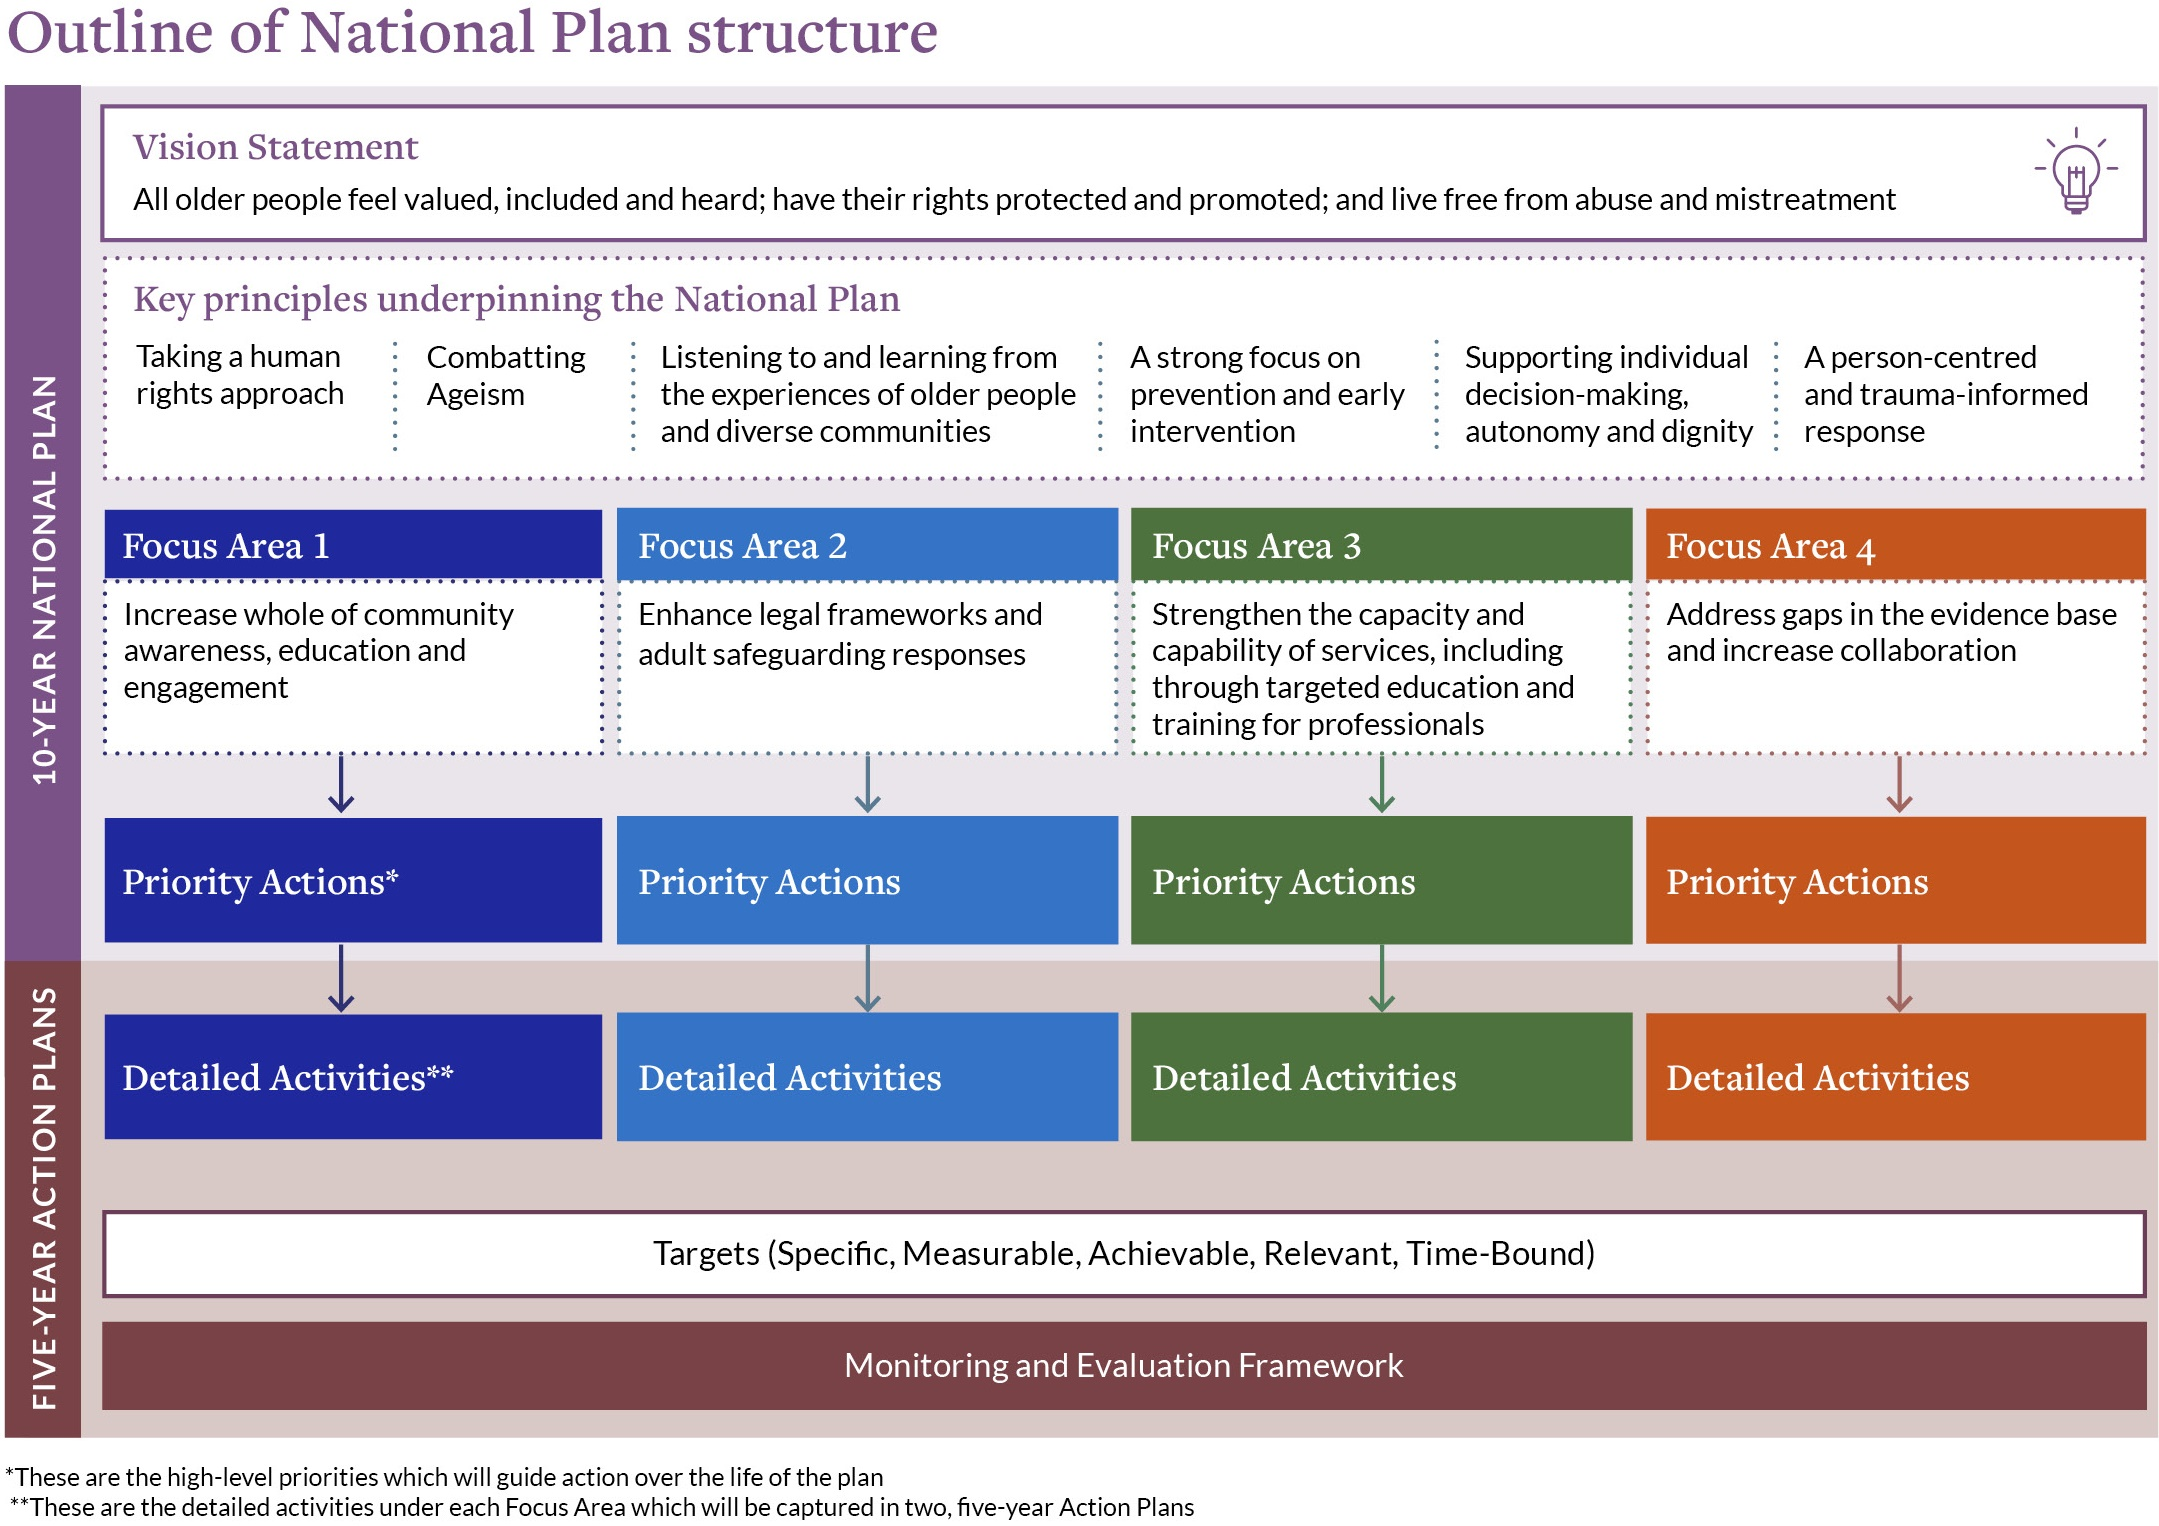 Outline of National Plan structure
10-YEAR NATIONAL PLAN
Vision Statement
All older people feel valued, included and heard; have their rights protected and promoted; and live free from abuse and mistreatment
Key principles underpinning the National Plan
Taking a human
rights approach
Combatting
Ageism
Listening to and learning from
the experiences of older people
and diverse communities
A strong focus on
prevention and early
intervention
Supporting individual
decision-making,
autonomy and dignity
A person-centred
and trauma-informed
response
Focus Area 1
Increase whole of community
awareness, education and
engagement
Focus Area 2
Enhance legal frameworks and
adult safeguarding responses
Focus Area 3
Strengthen the capacity and
capability of services, including
through targeted education and
training for professionals
Focus Area 4
Address gaps in the evidence base
and increase collaboration
Priority Actions*
Priority Actions
Priority Actions
Priority Actions
FIVE-YEAR ACTION PLANS
Detailed Activities**
Detailed Activities
Detailed Activities
Detailed Activities
Targets (Specific, Measurable, Achievable, Relevant, Time-Bound)
Monitoring and Evaluation Framework
*These are the high-level priorities which will guide action over the life of the plan
**These are the detailed activities under each Focus Area which will be captured in two, five-year Action Plans